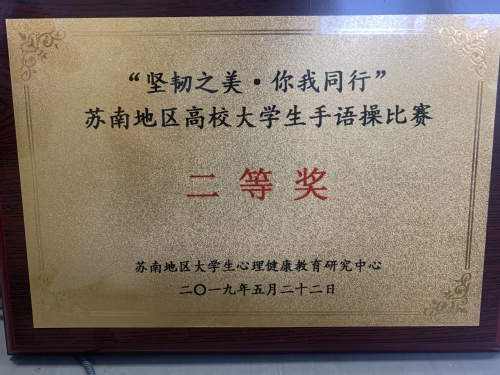 “坚韧之美·你我同行”
苏南地区高校大学生手语操比赛
二等奖
苏南地区大学生心理健康教育研究中心
二〇一九年五月二十二日